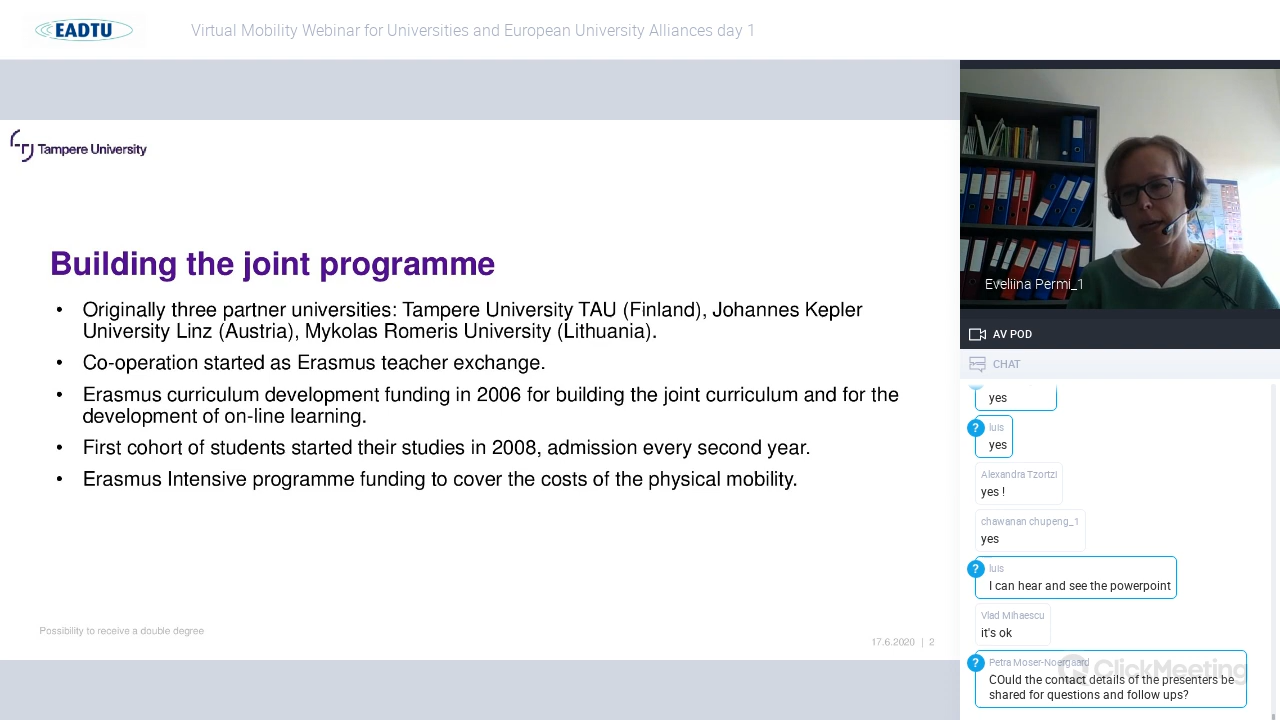 EADTU
Virtual Mobility Webinar for Universities and European University Alliances day 1
Tampere University
Building the joint programme
• Originally three partner universities: Tampere University TAU (Finland), Johannes Kepler
University Linz (Austria), Mykolas Romeris University (Lithuania).
• Co-operation started as Erasmus teacher exchange.
• Erasmus curriculum development funding in 2006 for building the joint curriculum and for the
development of on-line learning.
• First cohort of students started their studies in 2008, admission every second year.
• Erasmus Intensive programme funding to cover the costs of the physical mobility.
Possibility to receive a double degree
17.6.2020 | 2
Eveliina Permi_1
AV POD
CHAT
yes
?
luis
yes
Alexandra Tzortzi
yes !
chawanan chupeng_1
yes
?
luis
I can hear and see the powerpoint
Vlad Mihaescu
it's ok
?
Petra Moser-Noergaard
COuld the contact details of the presenters be
shared for questions and follow ups?
ClickMeeting